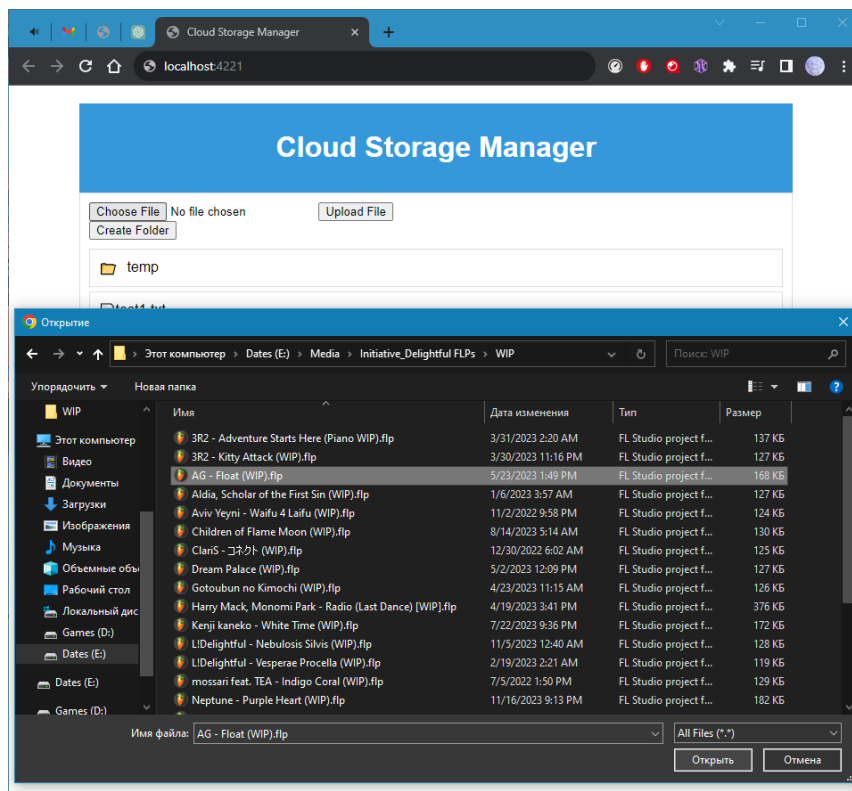 Cloud Storage Manager
localhost:4221
Cloud Storage Manager
Choose File No file chosen Upload File
Create Folder
temp
test1.txt
Открытие
Этот компьютер > Dates (E:) > Media > Initiative_Delightful FLPs > WIP
Поиск: WIP
Упорядочить Новая папка
WIP
Этот компьютер
Видео
Документы
Загрузки
Изображения
Музыка
Объемные объ
Рабочий стол
Локальный дис
Games (D:)
Dates (E:)
Dates (E:)
Games (D:)
Имя Дата изменения Тип Размер
3R2 - Adventure Starts Here (Piano WIP).flp 3/31/2023 2:20 AM FL Studio project f... 137 КБ
3R2 - Kitty Attack (WIP).flp 3/30/2023 11:16 PM FL Studio project f... 127 КБ
AG - Float (WIP).flp 5/23/2023 1:49 PM FL Studio project f... 168 КБ
Aldia, Scholar of the First Sin (WIP).flp 1/6/2023 3:57 AM FL Studio project f... 127 КБ
Aviv Yeyni - Waifu 4 Laifu (WIP).flp 11/2/2022 9:58 PM FL Studio project f... 124 КБ
Children of Flame Moon (WIP).flp 8/14/2023 5:14 AM FL Studio project f... 130 КБ
ClariS - コネクト (WIP).flp 12/30/2022 6:02 AM FL Studio project f... 125 КБ
Dream Palace (WIP).flp 5/2/2023 12:09 PM FL Studio project f... 127 КБ
Gotoubun no Kimochi (WIP).flp 4/23/2023 11:15 AM FL Studio project f... 126 КБ
Harry Mack, Monomi Park - Radio (Last Dance) [WIP].flp 4/19/2023 3:41 PM FL Studio project f... 376 КБ
Kenji kaneko - White Time (WIP).flp 7/22/2023 9:36 PM FL Studio project f... 172 КБ
L!Delightful - Nebulosis Silvis (WIP).flp 11/5/2023 12:40 AM FL Studio project f... 128 КБ
L!Delightful - Vesperae Procella (WIP).flp 2/19/2023 2:21 AM FL Studio project f... 119 КБ
mossari feat. TEA - Indigo Coral (WIP).flp 7/5/2022 1:50 PM FL Studio project f... 129 КБ
Neptune - Purple Heart (WIP).flp 11/16/2023 9:13 PM FL Studio project f... 182 КБ
Имя файла: AG - Float (WIP).flp All Files (*.*)
Открыть Отмена